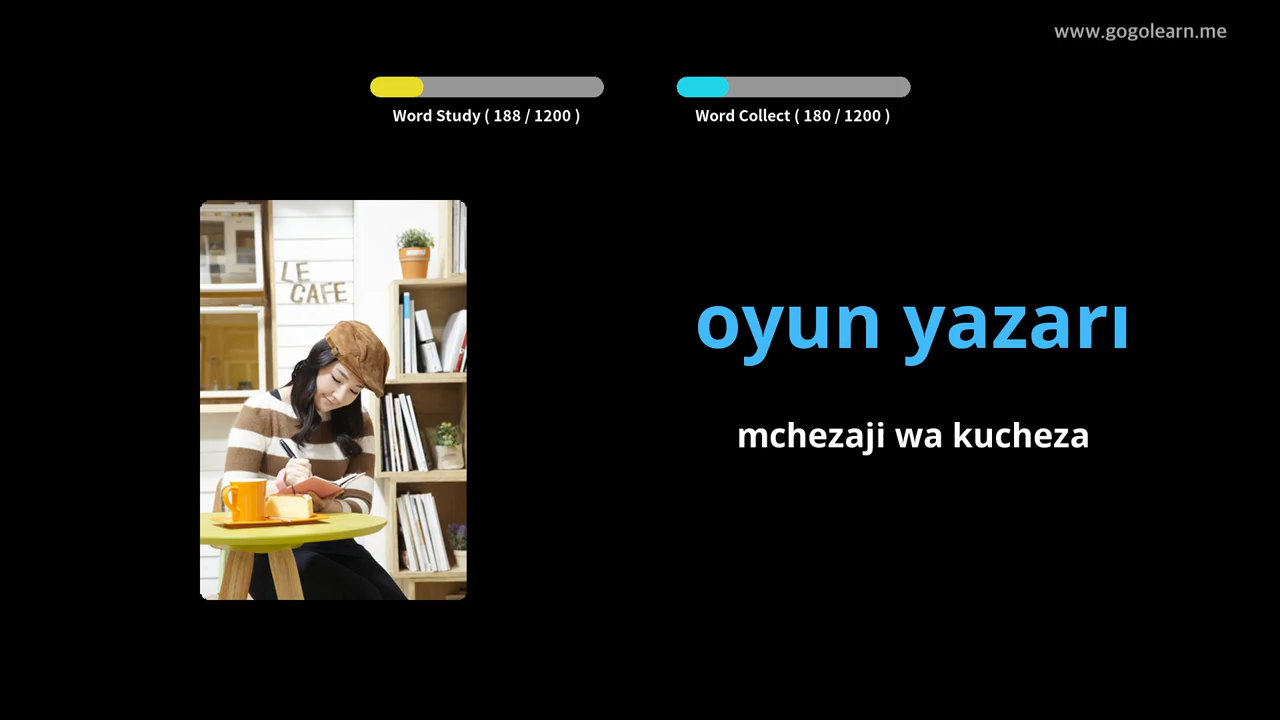 www.gogolearn.me
Word Study ( 188 / 1200 )
Word Collect ( 180 / 1200 )
LE
CAFE
oyun yazarı
mchezaji wa kucheza